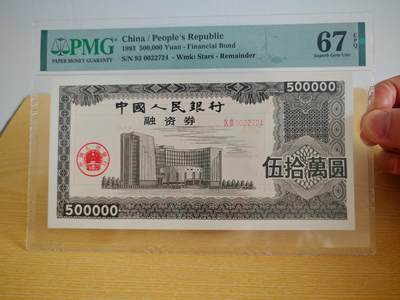 PMG
PAPER MONEY GUARANTY
China / People's Republic
1993 500,000 Yuan - Financial Bond
S/N 93 0022724 - Wmk: Stars - Remainder
67 EPQ
Superb Gem Unc
500000
中國人民銀行
融資券
0022724
伍拾萬圓
500000